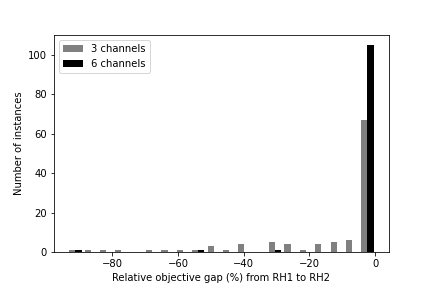 3 channels
6 channels
Number of instances
100
80
60
40
20
0
−80 −60 −40 −20 0
Relative objective gap (%) from RH1 to RH2